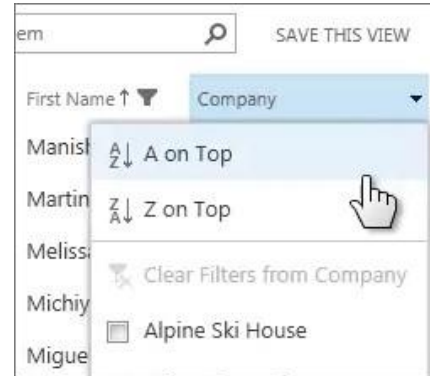 em
SAVE THIS VIEW
First Name
Company
Manish
A on Top
Martin
Z on Top
Meliss
Clear Filters from Company
Michiy
Alpine Ski House
Migue